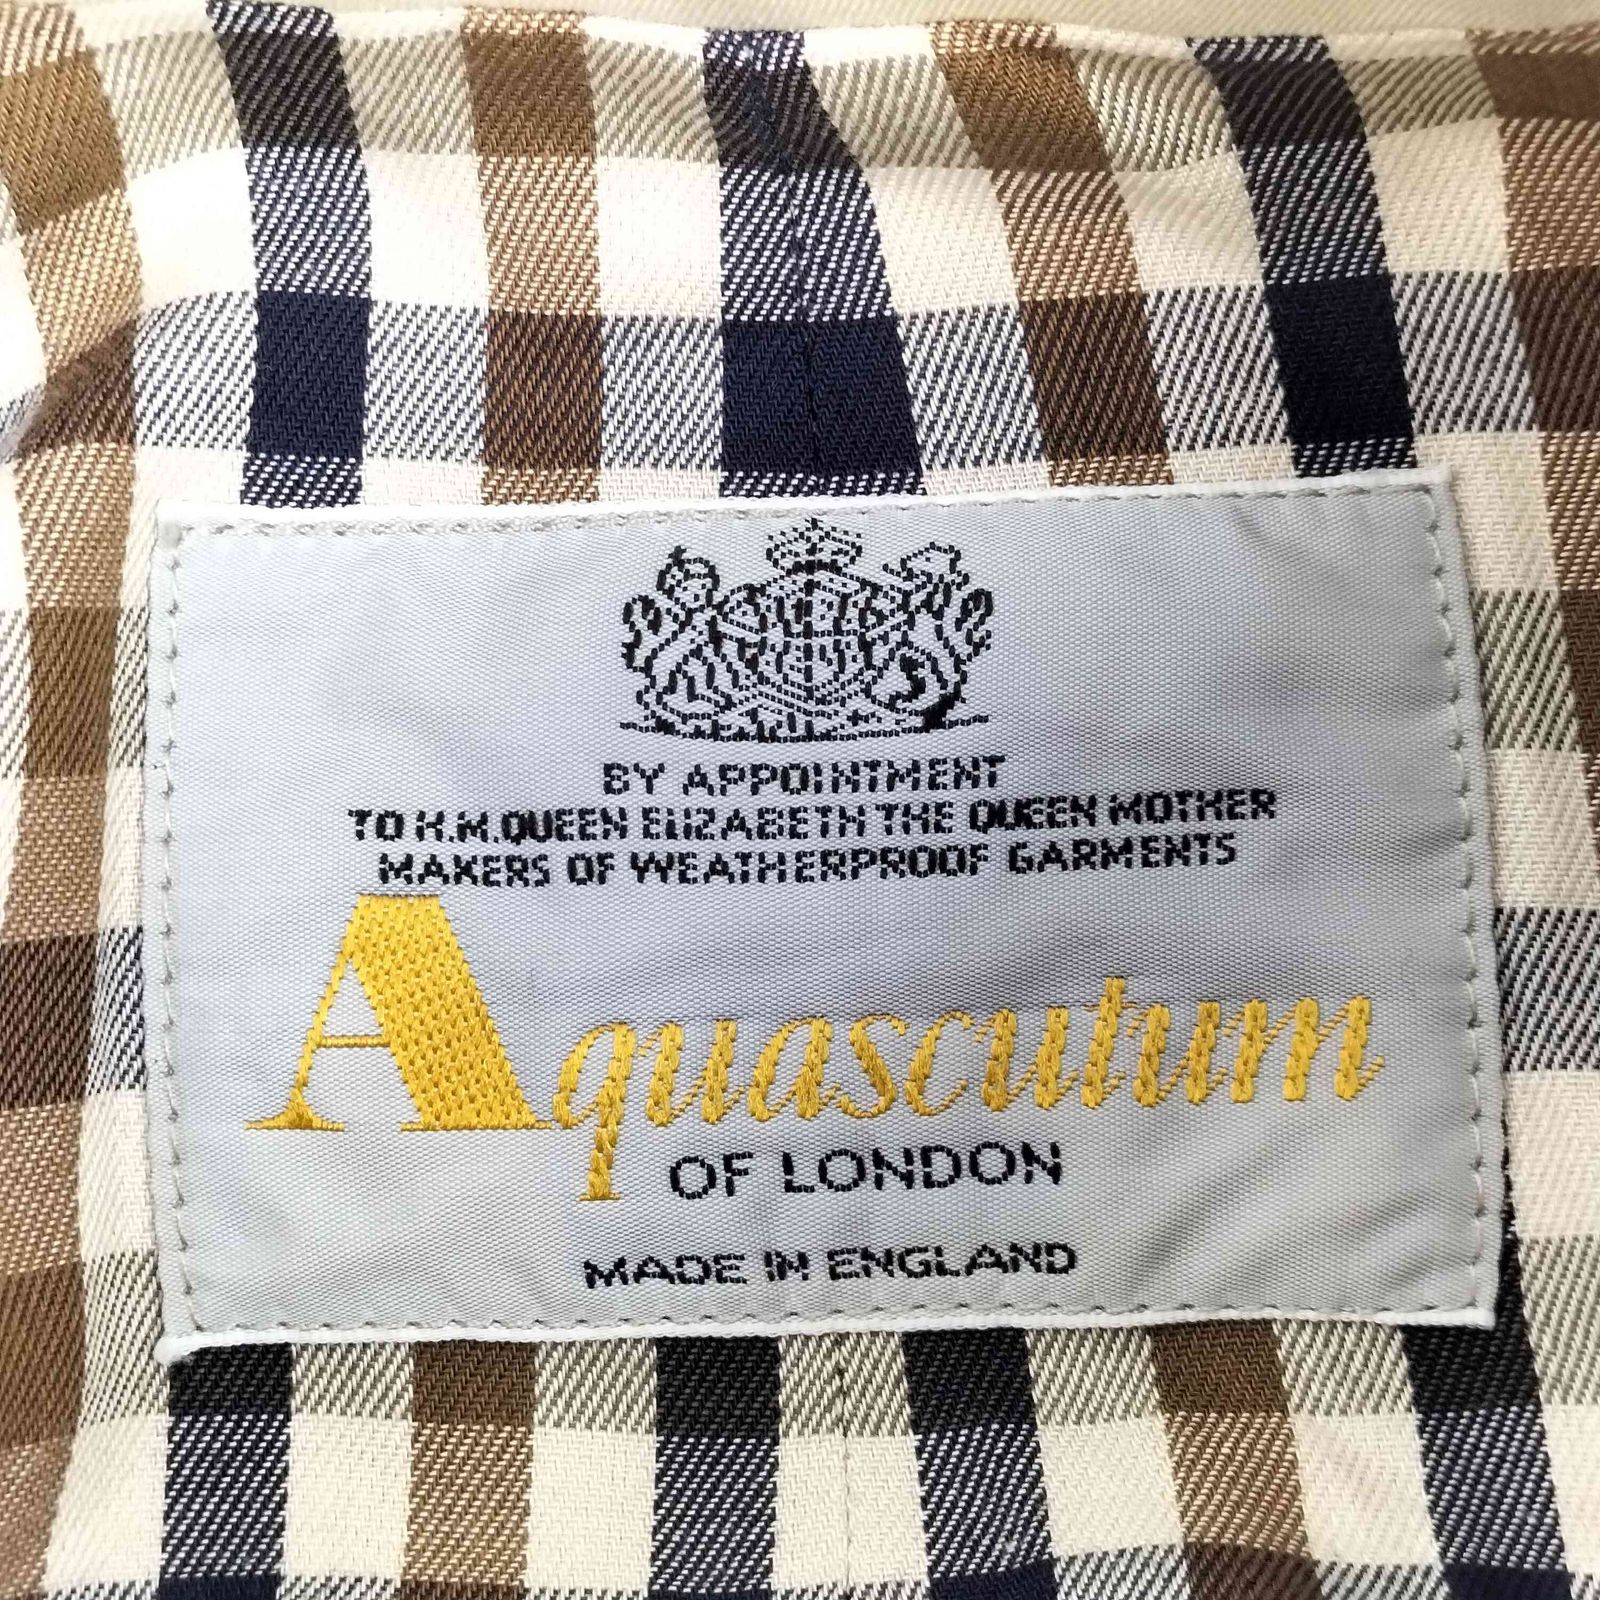 BY APPOINTMENT
TO H.M.QUEEN ELIZABETH THE QUEEN MOTHER
MAKERS OF WEATHERPROOF GARMENTS
Aquascutum
OF LONDON
MADE IN ENGLAND